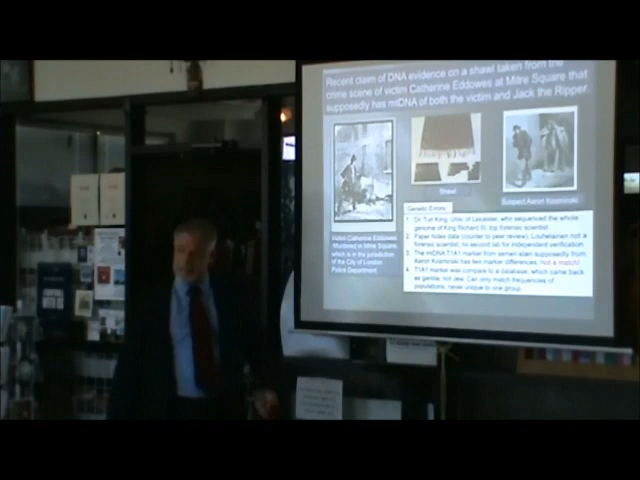 Recent claim of DNA evidence on a shawl taken from the
crime scene of victim Catherine Eddowes at Mitre Square that
supposedly has mtDNA of both the victim and Jack the Ripper.
Shawl
Suspect Aaron Kosminski
Victim Catherine Eddowes
Murdered in Mitre Square,
which is in the jurisdiction
of the City of London
Police Department
Genetic Errors
1. Dr. Turi King, Univ. of Leicester, who sequenced the whole
genome of King Richard III, top forensic scientist
2. Paper hides data (counter to peer review), Louhelainen not a
forensic scientist, no second lab for independent verification
3. The mtDNA T1A1 marker from semen stain supposedly from
Aaron Kosminski has two marker differences. Not a match!
4. T1A1 marker was compare to a database, which came back
as gentile, not Jew. Can only match frequencies of
populations, never unique to one group.